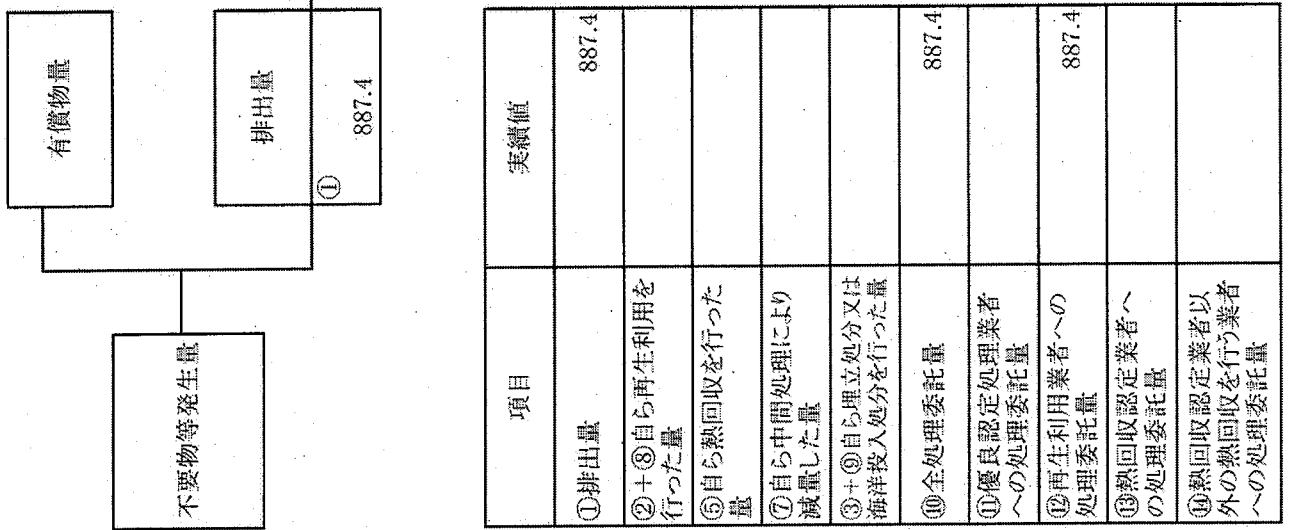 有償物量
不要物等発生量
排出量
①
887.4
項目
実績値
①排出量
887.4
②+⑧自ら再生利用を
行った量
⑤自ら熱回収を行った
量
⑦自ら中間処理により
減量した量
③+⑨自ら埋立処分又は
海洋投入処分を行った量
⑩全処理委託量
887.4
⑪優良認定処理業者
への処理委託量
⑫再生利用業者への
処理委託量
887.4
⑬熱回収認定業者へ
の処理委託量
⑭熱回収認定業者以
外の熱回収を行う業者
への処理委託量